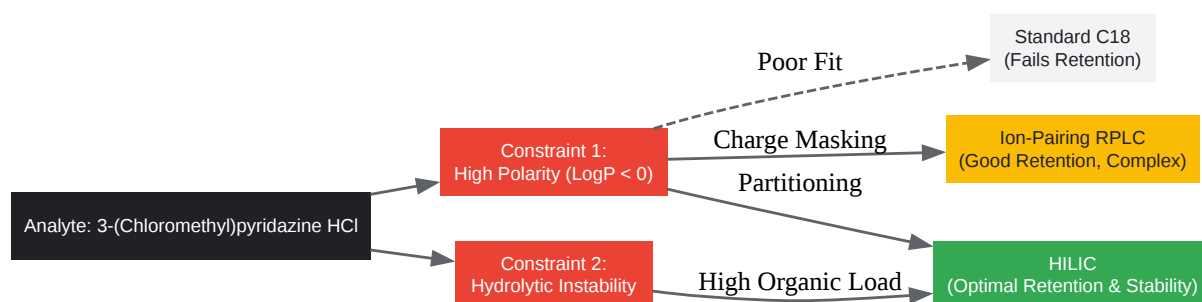 Standard C18
(Fails Retention)
Poor Fit
Constraint 1:
High Polarity (LogP < 0)
Charge Masking
Ion-Pairing RPLC
(Good Retention, Complex)
Partitioning
Analyte: 3-(Chloromethyl)pyridazine HCl
Constraint 2:
Hydrolytic Instability
High Organic Load
HILIC
(Optimal Retention & Stability)